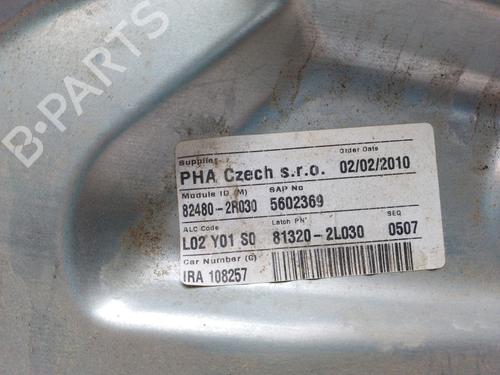 B-PARTS
Supplier
Order Date
PHA Czech s.r.o. 02/02/2010
Module ID (M) SAP No
82480-2R030 5602369
ALC Code Latch PN SEQ
L02 Y01 S0 81320-2L030 0507
Car Number (C)
IRA 108257
B-PARTS